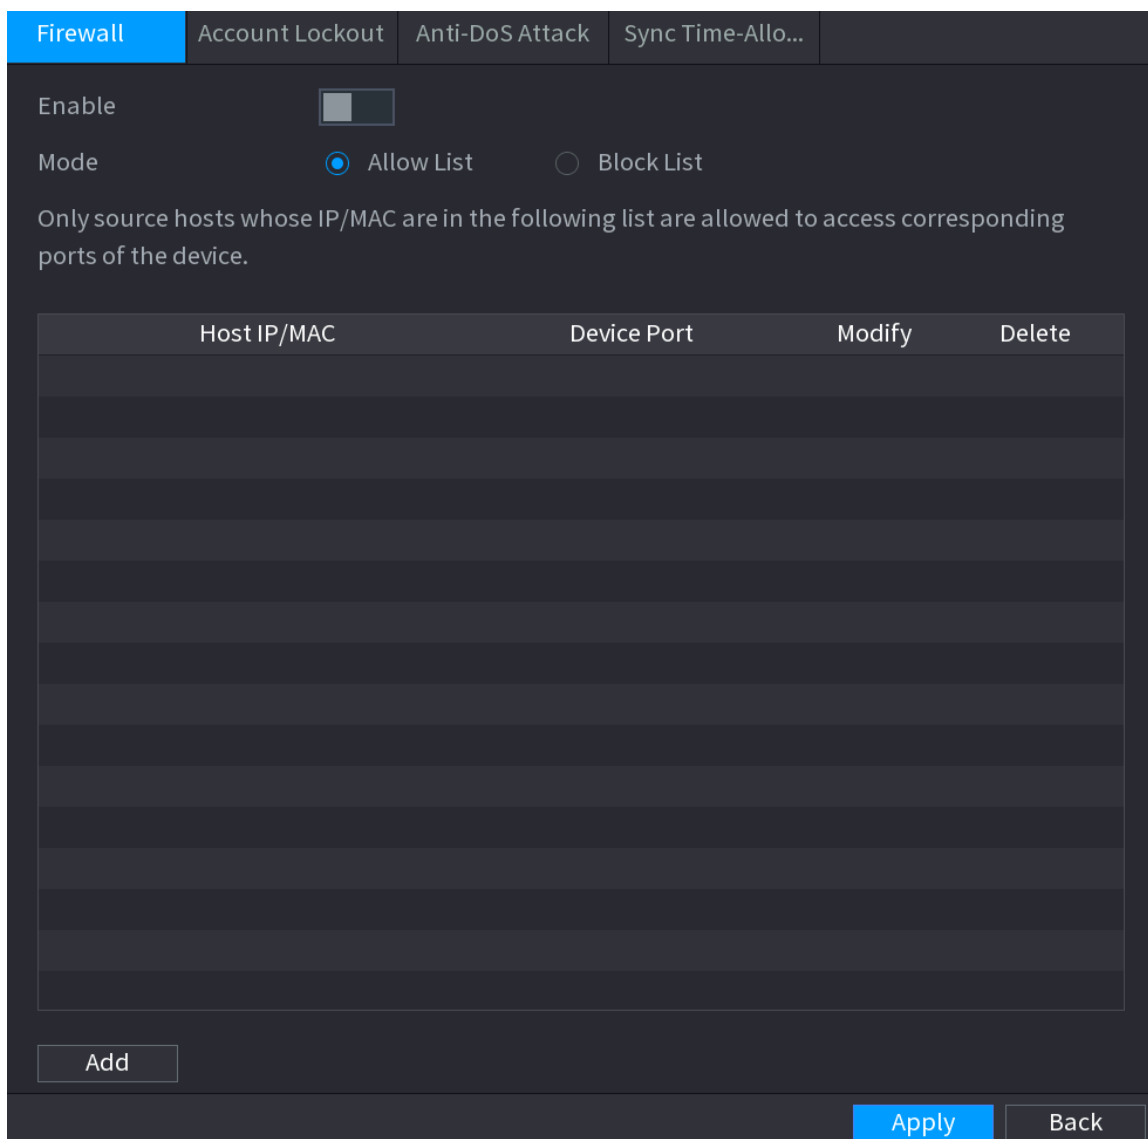 Firewall Account Lockout Anti-DoS Attack Sync Time-Allo...
Enable
Mode Allow List Block List
Only source hosts whose IP/MAC are in the following list are allowed to access corresponding
ports of the device.
Host IP/MAC Device Port Modify Delete
Add
Apply Back